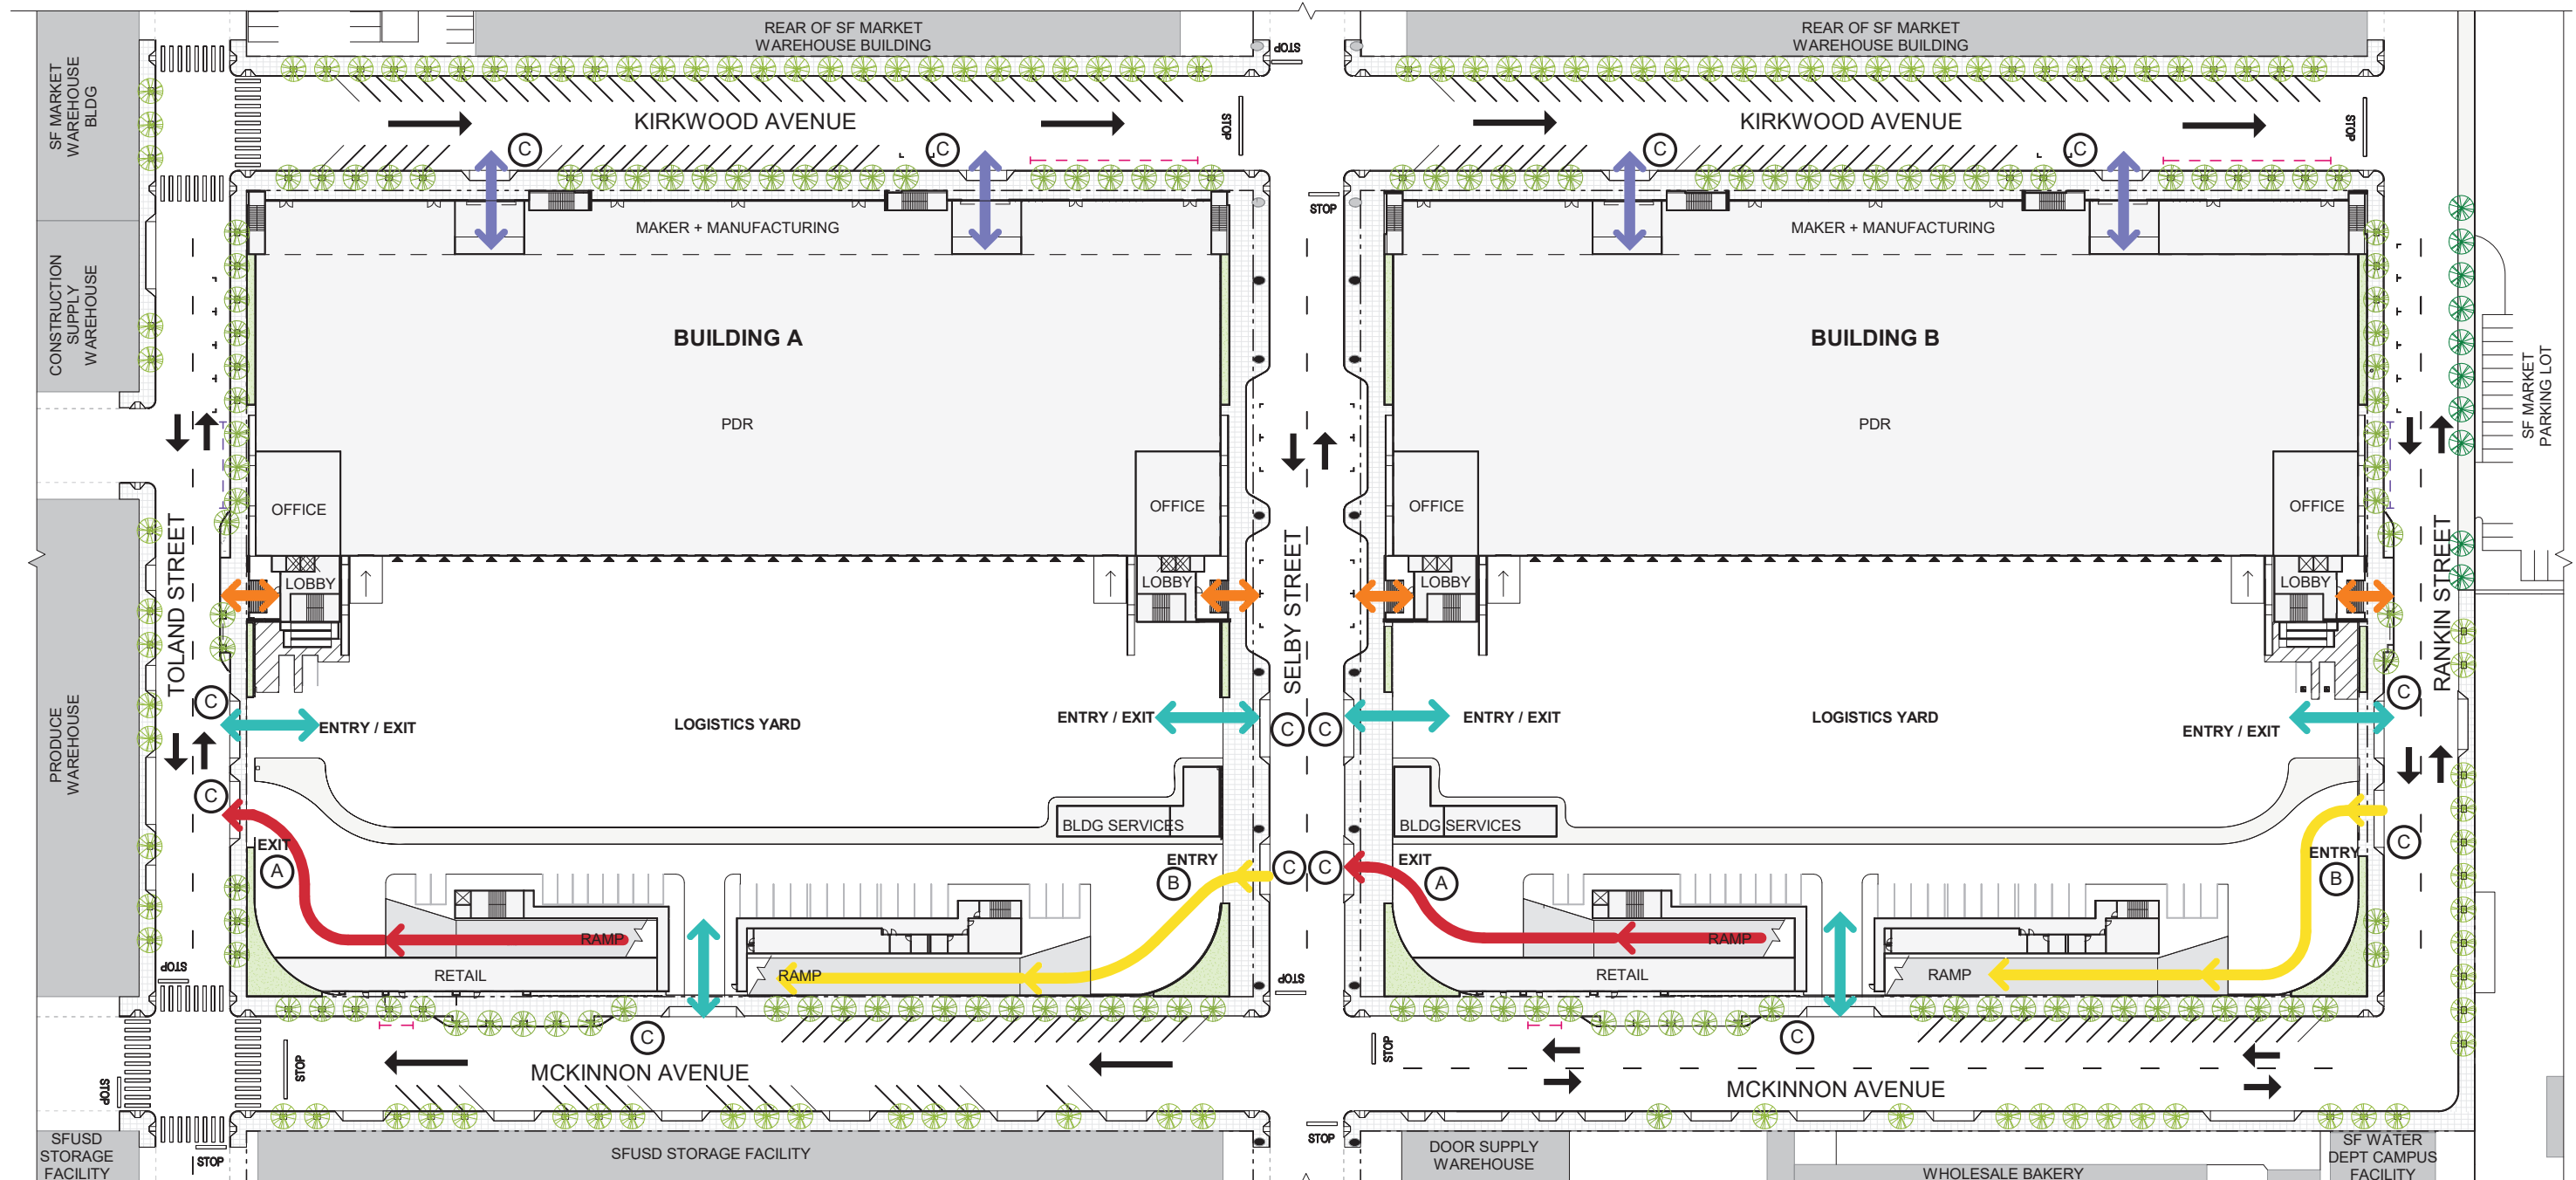 REAR OF SF MARKET
WAREHOUSE BUILDING
REAR OF SF MARKET
WAREHOUSE BUILDING
STOP
SF MARKET
WAREHOUSE
BLDG
KIRKWOOD AVENUE
STOP
KIRKWOOD AVENUE
STOP
C
C
C
C
STOP
MAKER + MANUFACTURING
MAKER + MANUFACTURING
CONSTRUCTION
SUPPLY
WAREHOUSE
BUILDING A
BUILDING B
SF MARKET
PARKING LOT
PDR
PDR
OFFICE
OFFICE
OFFICE
OFFICE
TOLAND STREET
SELBY STREET
RANKIN STREET
LOBBY
LOBBY
LOBBY
LOBBY
PRODUCE
WAREHOUSE
C
C
ENTRY / EXIT
LOGISTICS YARD
ENTRY / EXIT
C
C
ENTRY / EXIT
LOGISTICS YARD
ENTRY / EXIT
C
BLDG SERVICES
BLDG SERVICES
EXIT
A
ENTRY
B
C
C
EXIT
A
C
ENTRY
B
RAMP
RAMP
RETAIL
RAMP
RAMP
RETAIL
STOP
STOP
C
C
STOP
STOP
STOP
MCKINNON AVENUE
MCKINNON AVENUE
STOP
STOP
SFUSD
STORAGE
FACILITY
SFUSD STORAGE FACILITY
DOOR SUPPLY
WAREHOUSE
WHOLESALE BAKERY
SF WATER
DEPT CAMPUS
FACILITY